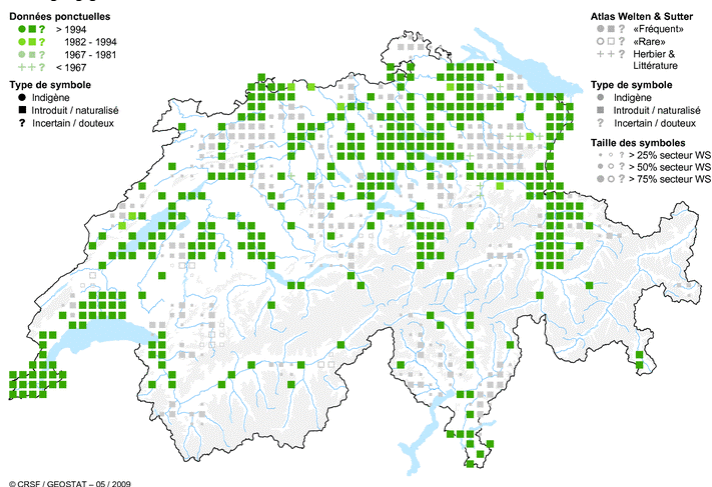 Données ponctuelles
? > 1994
? 1982 - 1994
? 1967 - 1981
++? < 1967
Type de symbole
Indigène
Introduit / naturalisé
? Incertain / douteux
Atlas Welten & Sutter
? «Fréquent»
? «Rare»
++? Herbier &
Littérature
Type de symbole
Indigène
Introduit / naturalisé
? Incertain / douteux
Taille des symboles
? > 25% secteur WS
? > 50% secteur WS
? > 75% secteur WS
© CRSF / GEOSTAT – 05 / 2009